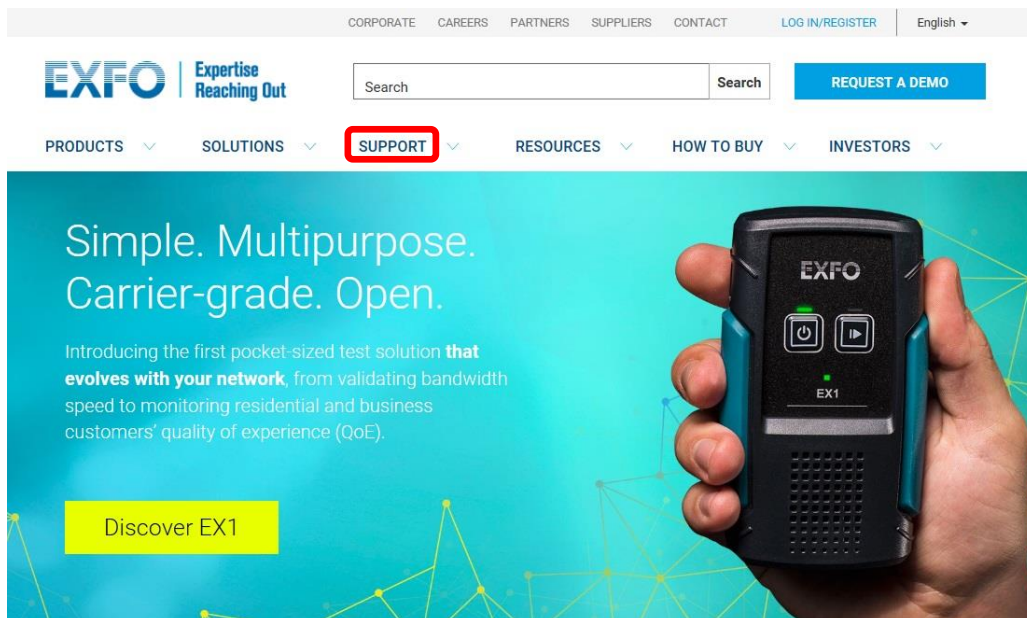 CORPORATE CAREERS PARTNERS SUPPLIERS CONTACT LOG IN/REGISTER English
EXFO Expertise
Reaching Out
Search Search REQUEST A DEMO
PRODUCTS SOLUTIONS SUPPORT RESOURCES HOW TO BUY INVESTORS
Simple. Multipurpose.
Carrier-grade. Open.
Introducing the first pocket-sized test solution that
evolves with your network, from validating bandwidth
speed to monitoring residential and business
customers' quality of experience (QoE).
Discover EX1
EXFO
EX1